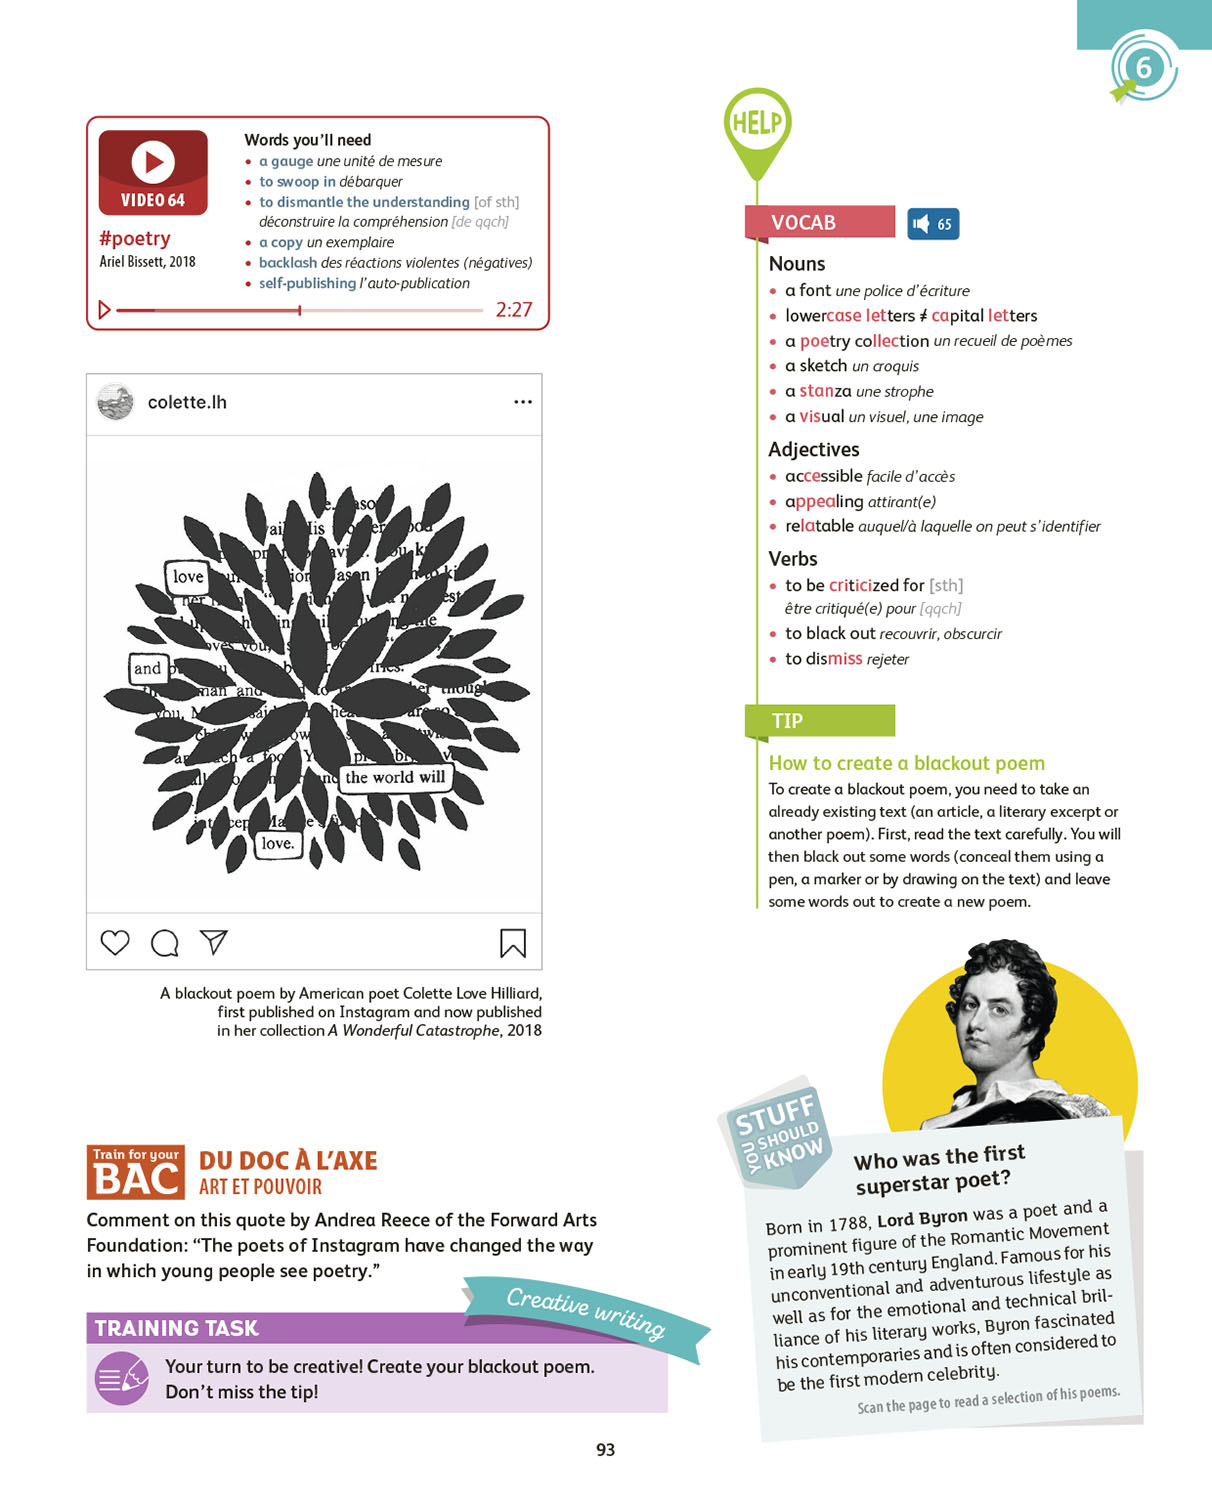 6
VIDEO 64
#poetry
Ariel Bissett, 2018
Words you'll need
• a gauge une unité de mesure
• to swoop in débarquer
• to dismantle the understanding [of sth]
déconstruire la compréhension [de qqch]
• a copy un exemplaire
• backlash des réactions violentes (négatives)
• self-publishing l'auto-publication
2:27
colette.lh
love
and
the world will
love.
A blackout poem by American poet Colette Love Hilliard,
first published on Instagram and now published
in her collection A Wonderful Catastrophe, 2018
Train for your
BAC
DU DOC À L'AXE
ART ET POUVOIR
Comment on this quote by Andrea Reece of the Forward Arts
Foundation: “The poets of Instagram have changed the way
in which young people see poetry.”
Creative writing
TRAINING TASK
Your turn to be creative! Create your blackout poem.
Don't miss the tip!
HELP
VOCAB
65
Nouns
• a font une police d'écriture
• lowercase letters ≠ capital letters
• a poetry collection un recueil de poèmes
• a sketch un croquis
• a stanza une strophe
• a visual un visuel, une image
Adjectives
• accessible facile d'accès
• appealing attirant(e)
• relatable auquel/à laquelle on peut s'identifier
Verbs
• to be criticized for [sth]
être critiqué(e) pour [qqch]
• to black out recouvrir, obscurcir
• to dismiss rejeter
TIP
How to create a blackout poem
To create a blackout poem, you need to take an
already existing text (an article, a literary excerpt or
another poem). First, read the text carefully. You will
then black out some words (conceal them using a
pen, a marker or by drawing on the text) and leave
some words out to create a new poem.
STUFF
YOU SHOULD
KNOW
Who was the first
superstar poet?
Born in 1788, Lord Byron was a poet and a
prominent figure of the Romantic Movement
in early 19th century England. Famous for his
unconventional and adventurous lifestyle as
well as for the emotional and technical bril-
liance of his literary works, Byron fascinated
his contemporaries and is often considered to
be the first modern celebrity.
Scan the page to read a selection of his poems.
93